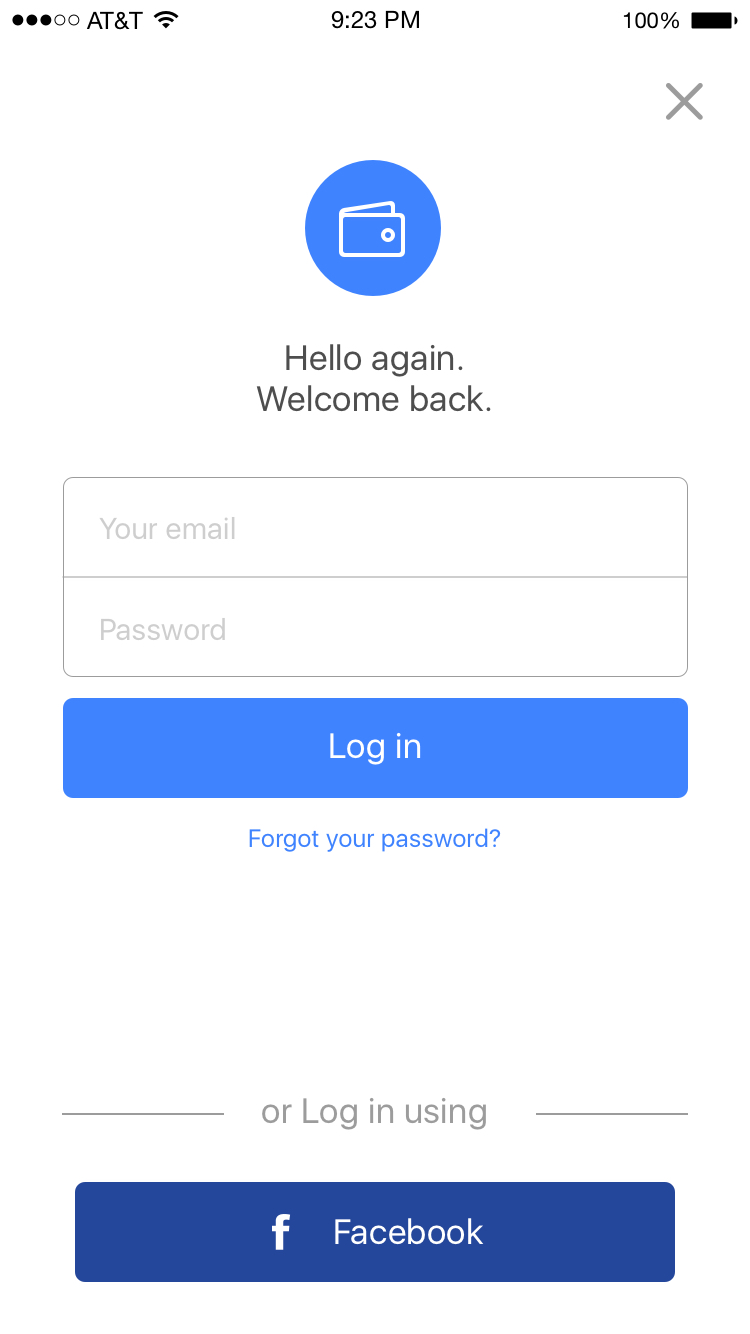 AT&T 9:23 PM 100%
Hello again.
Welcome back.
Your email
Password
Log in
Forgot your password?
or Log in using
f Facebook